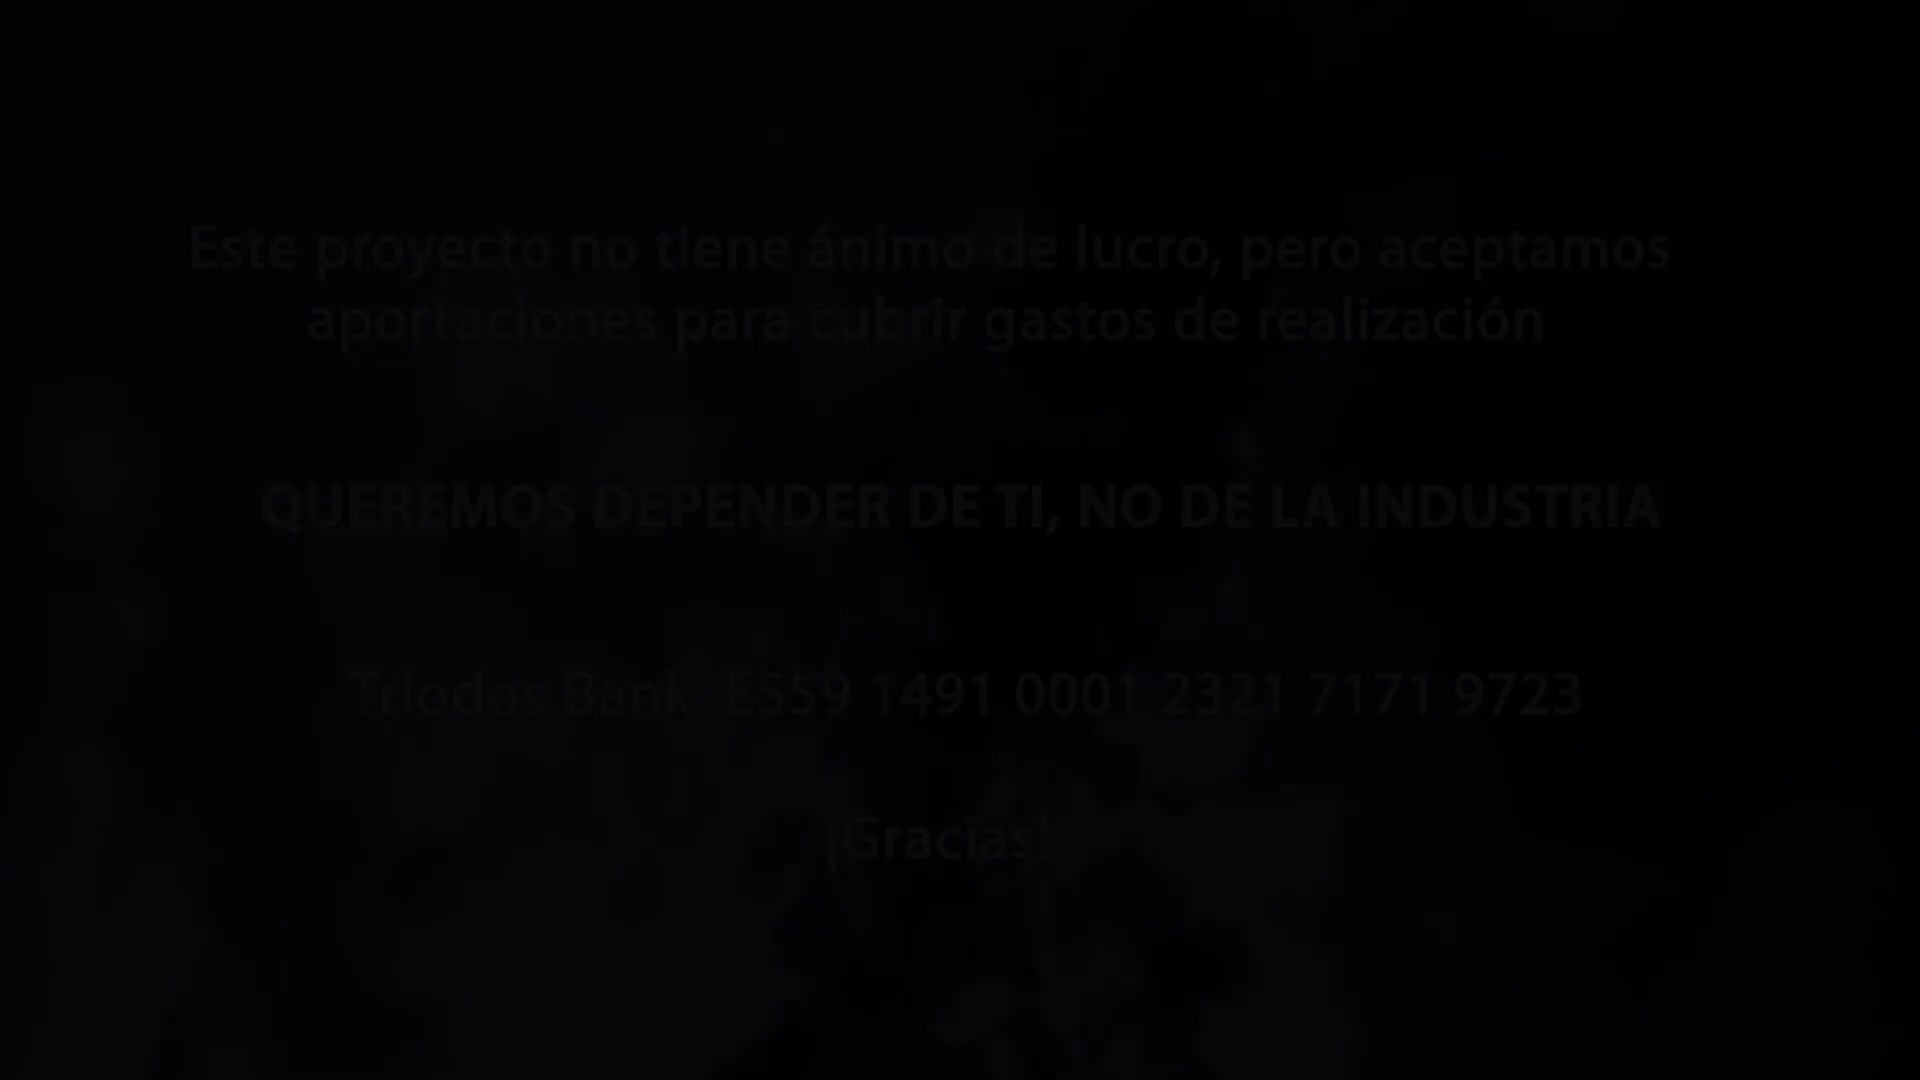 Este proyecto no tiene ánimo de lucro, pero aceptamos
aportaciones para cubrir gastos de realización
QUEREMOS DEPENDER DE TI, NO DE LA INDUSTRIA
Triodos Bank: ES59 1491 0001 2321 7171 9723
¡Gracias!